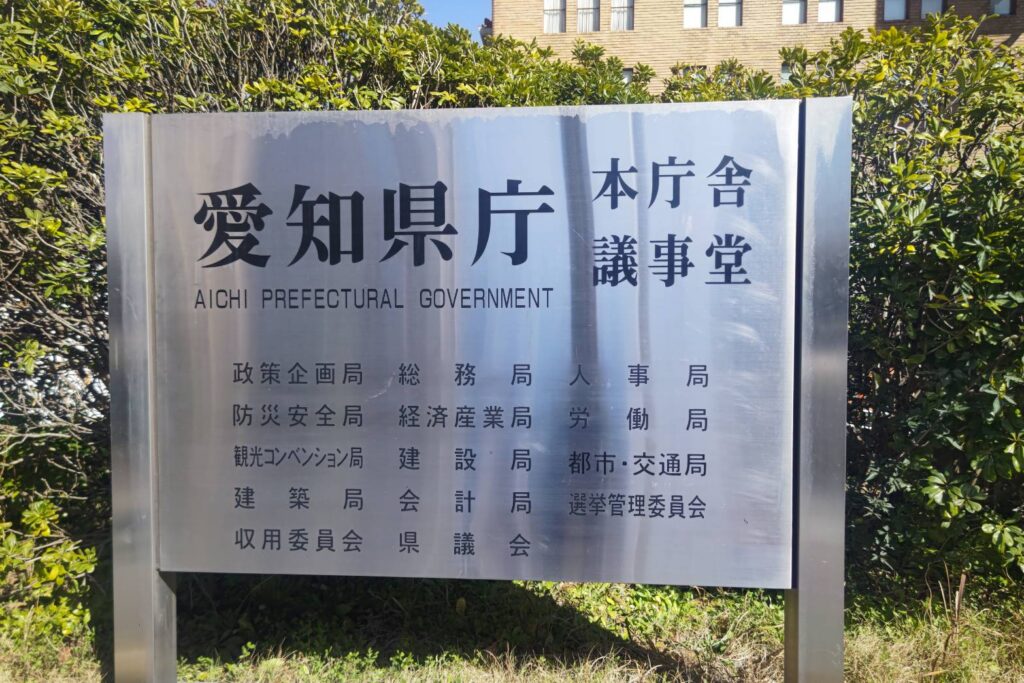 愛知県庁
AICHI PREFECTURAL GOVERNMENT
本庁舎
議事堂
政策企画局 総務局 人事局
防災安全局 経済産業局 労働局
観光コンベンション局 建設局 都市・交通局
建築局 会計局 選挙管理委員会
収用委員会 県議会